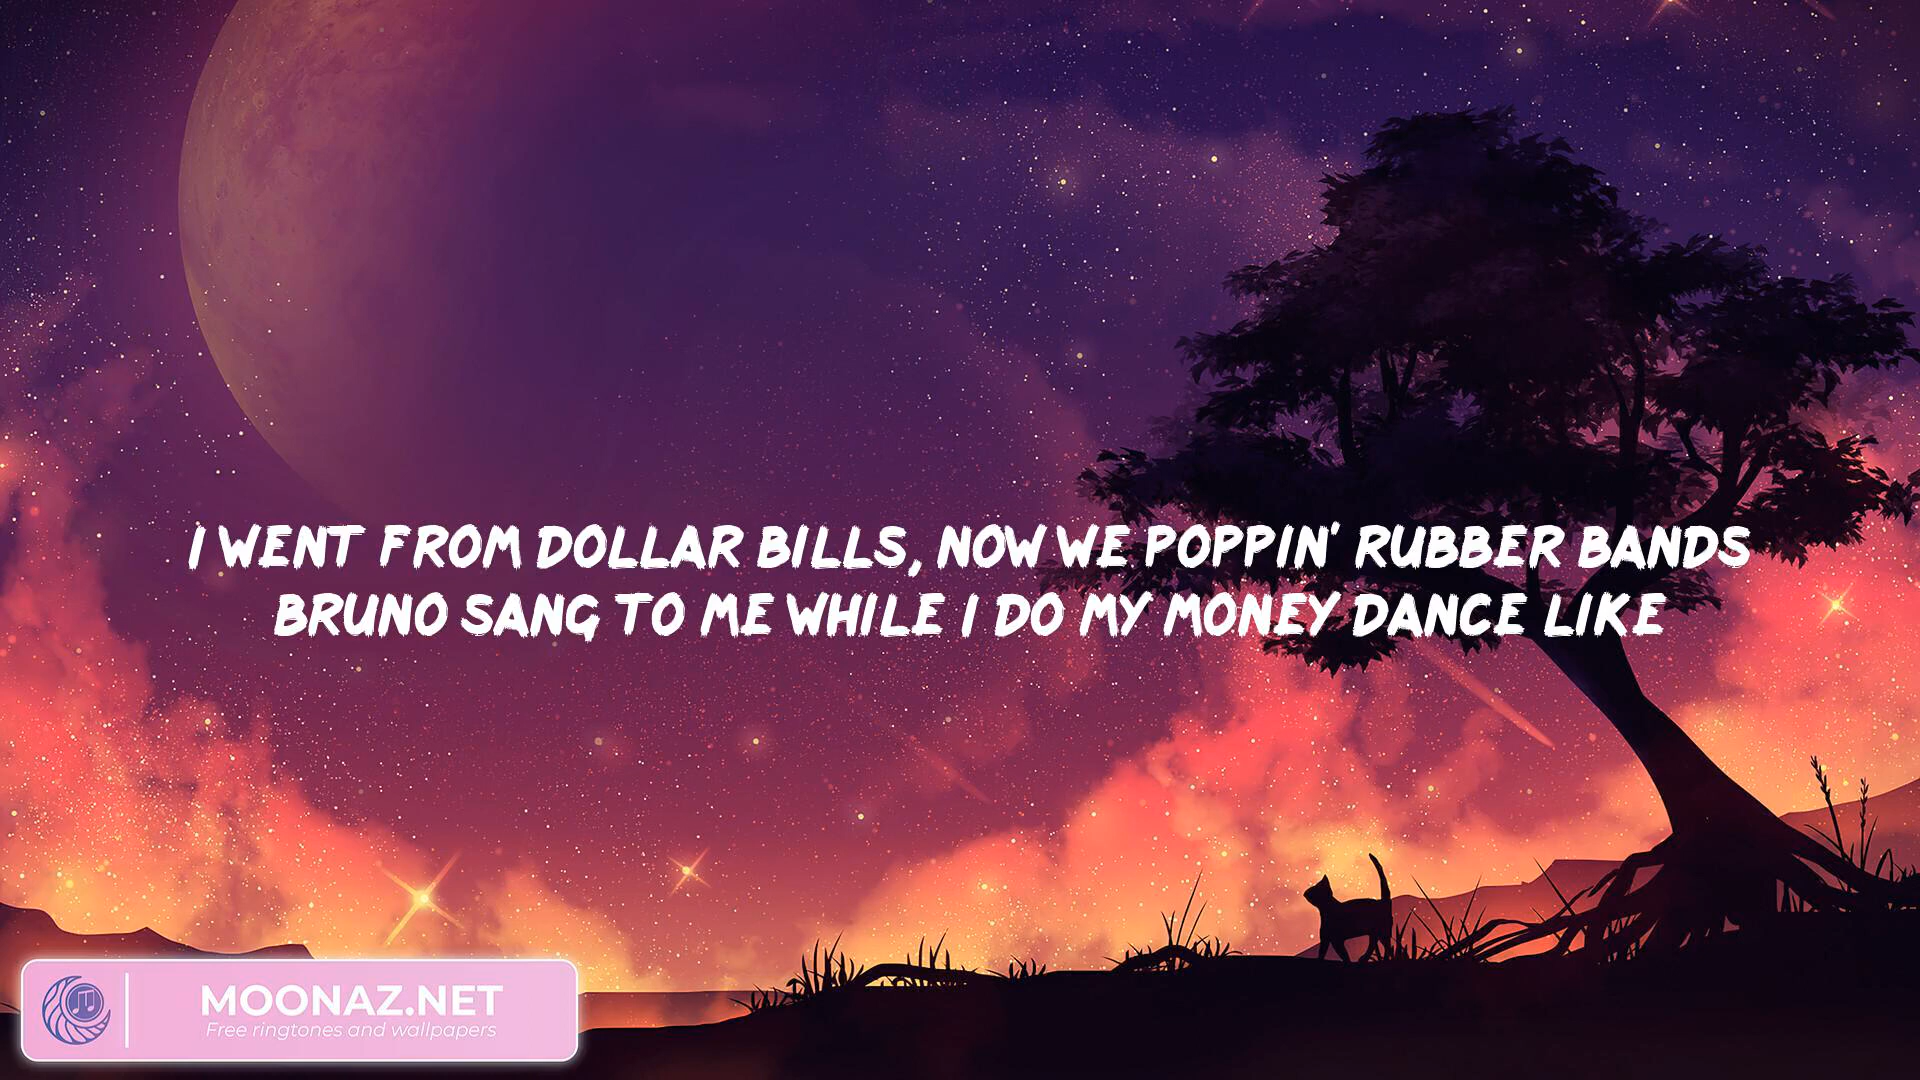 I WENT FROM DOLLAR BILLS, NOW WE POPPIN' RUBBER BANDS
BRUNO SANG TO ME WHILE I DO MY MONEY DANCE LIKE
MOONAZ.NET
Free ringtones and wallpapers